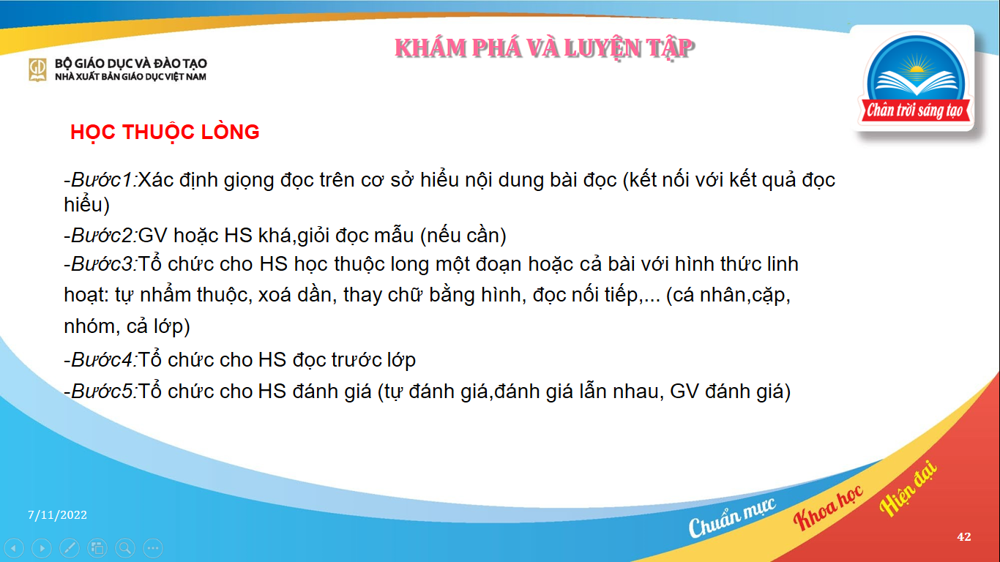 KHÁM PHÁ VÀ LUYỆN TẬP
BỘ GIÁO DỤC VÀ ĐÀO TẠO
NHÀ XUẤT BẢN GIÁO DỤC VIỆT NAM
Chân trời sáng tạo
HỌC THUỘC LÒNG
-Bước1:Xác định giọng đọc trên cơ sở hiểu nội dung bài đọc (kết nối với kết quả đọc
hiểu)
-Bước2:GV hoặc HS khá,giỏi đọc mẫu (nếu cần)
-Bước3:Tổ chức cho HS học thuộc long một đoạn hoặc cả bài với hình thức linh
hoạt: tự nhẩm thuộc, xoá dần, thay chữ bằng hình, đọc nối tiếp,... (cá nhân,cặp,
nhóm, cả lớp)
-Bước4:Tổ chức cho HS đọc trước lớp
-Bước5:Tổ chức cho HS đánh giá (tự đánh giá,đánh giá lẫn nhau, GV đánh giá)
Chuẩn mực
Khoa học
Hiện đại
7/11/2022
42